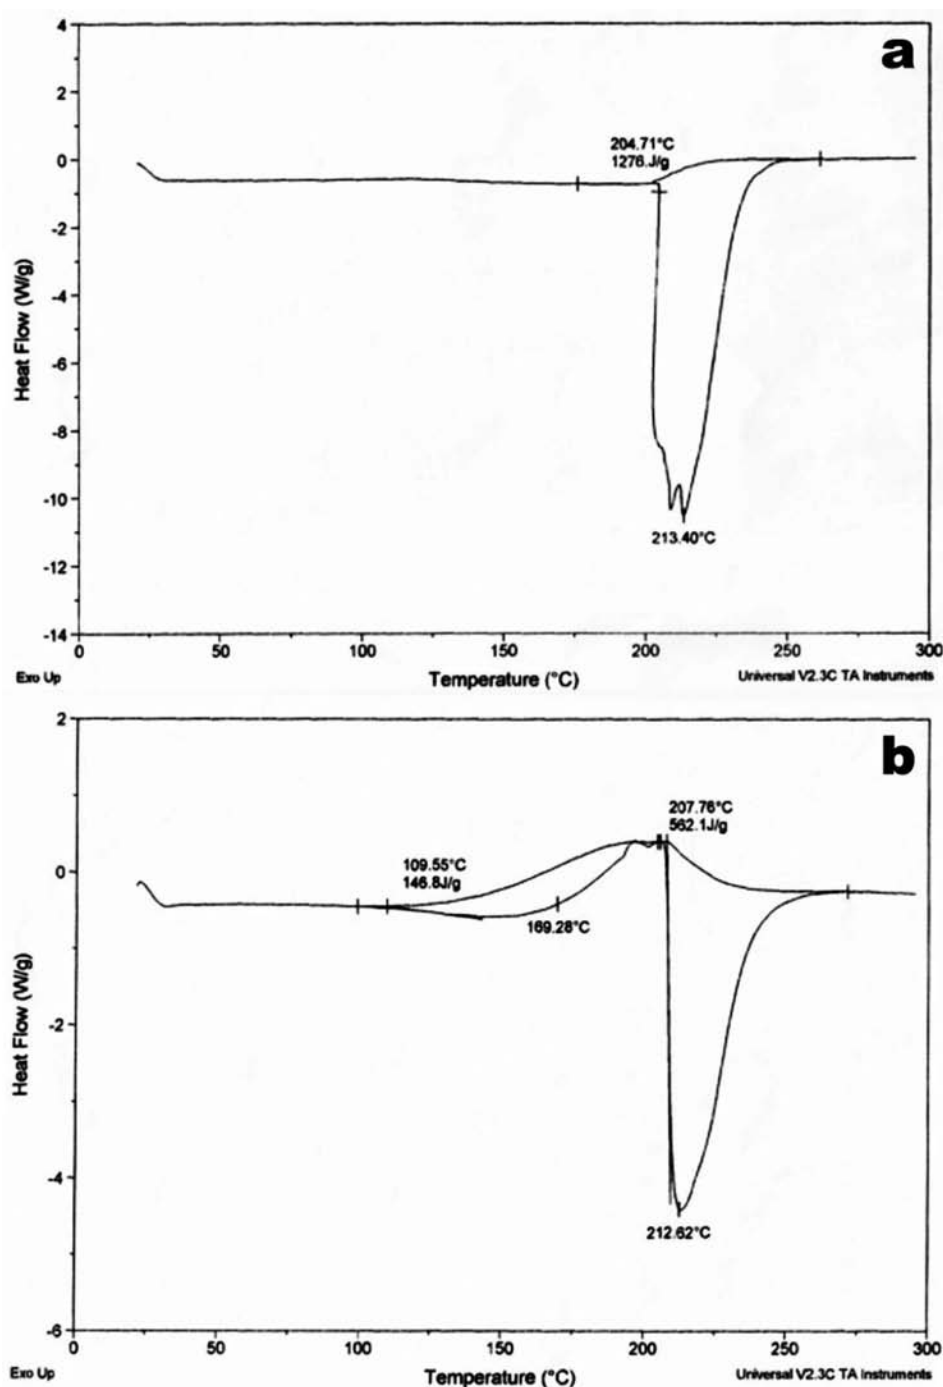 a
4
2
0
-2
-4
-6
-8
-10
-12
-14
Heat Flow (W/g)
204.71°C
1276.J/g
213.40°C
0
50
100
150
200
250
300
Exo Up
Temperature (°C)
Universal V2.3C TA Instruments
b
2
0
-2
-4
-6
Heat Flow (W/g)
207.76°C
562.1J/g
109.55°C
146.8J/g
169.28°C
212.62°C
0
50
100
150
200
250
300
Exo Up
Temperature (°C)
Universal V2.3C TA Instruments